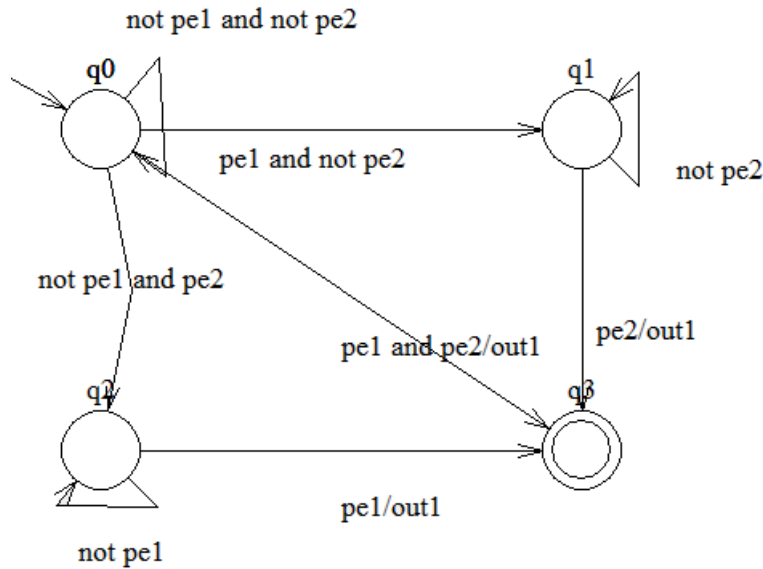 not pe1 and not pe2
q0
q1
pe1 and not pe2
not pe2
not pe1 and pe2
pe1 and pe2/out1
pe2/out1
q2
q3
pe1/out1
not pe1